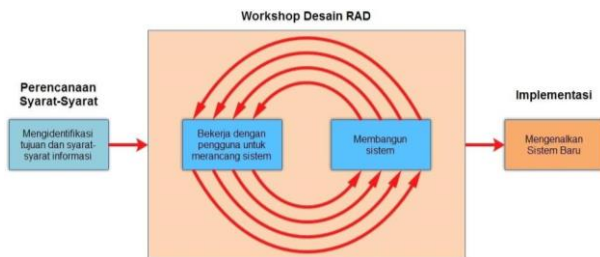 Workshop Desain RAD
Perencanaan
Syarat-Syarat
Mengidentifikasi
tujuan dan syarat-
syarat informasi
Bekerja dengan
pengguna untuk
merancang sistem
Membangun
sistem
Implementasi
Mengenalkan
Sistem Baru